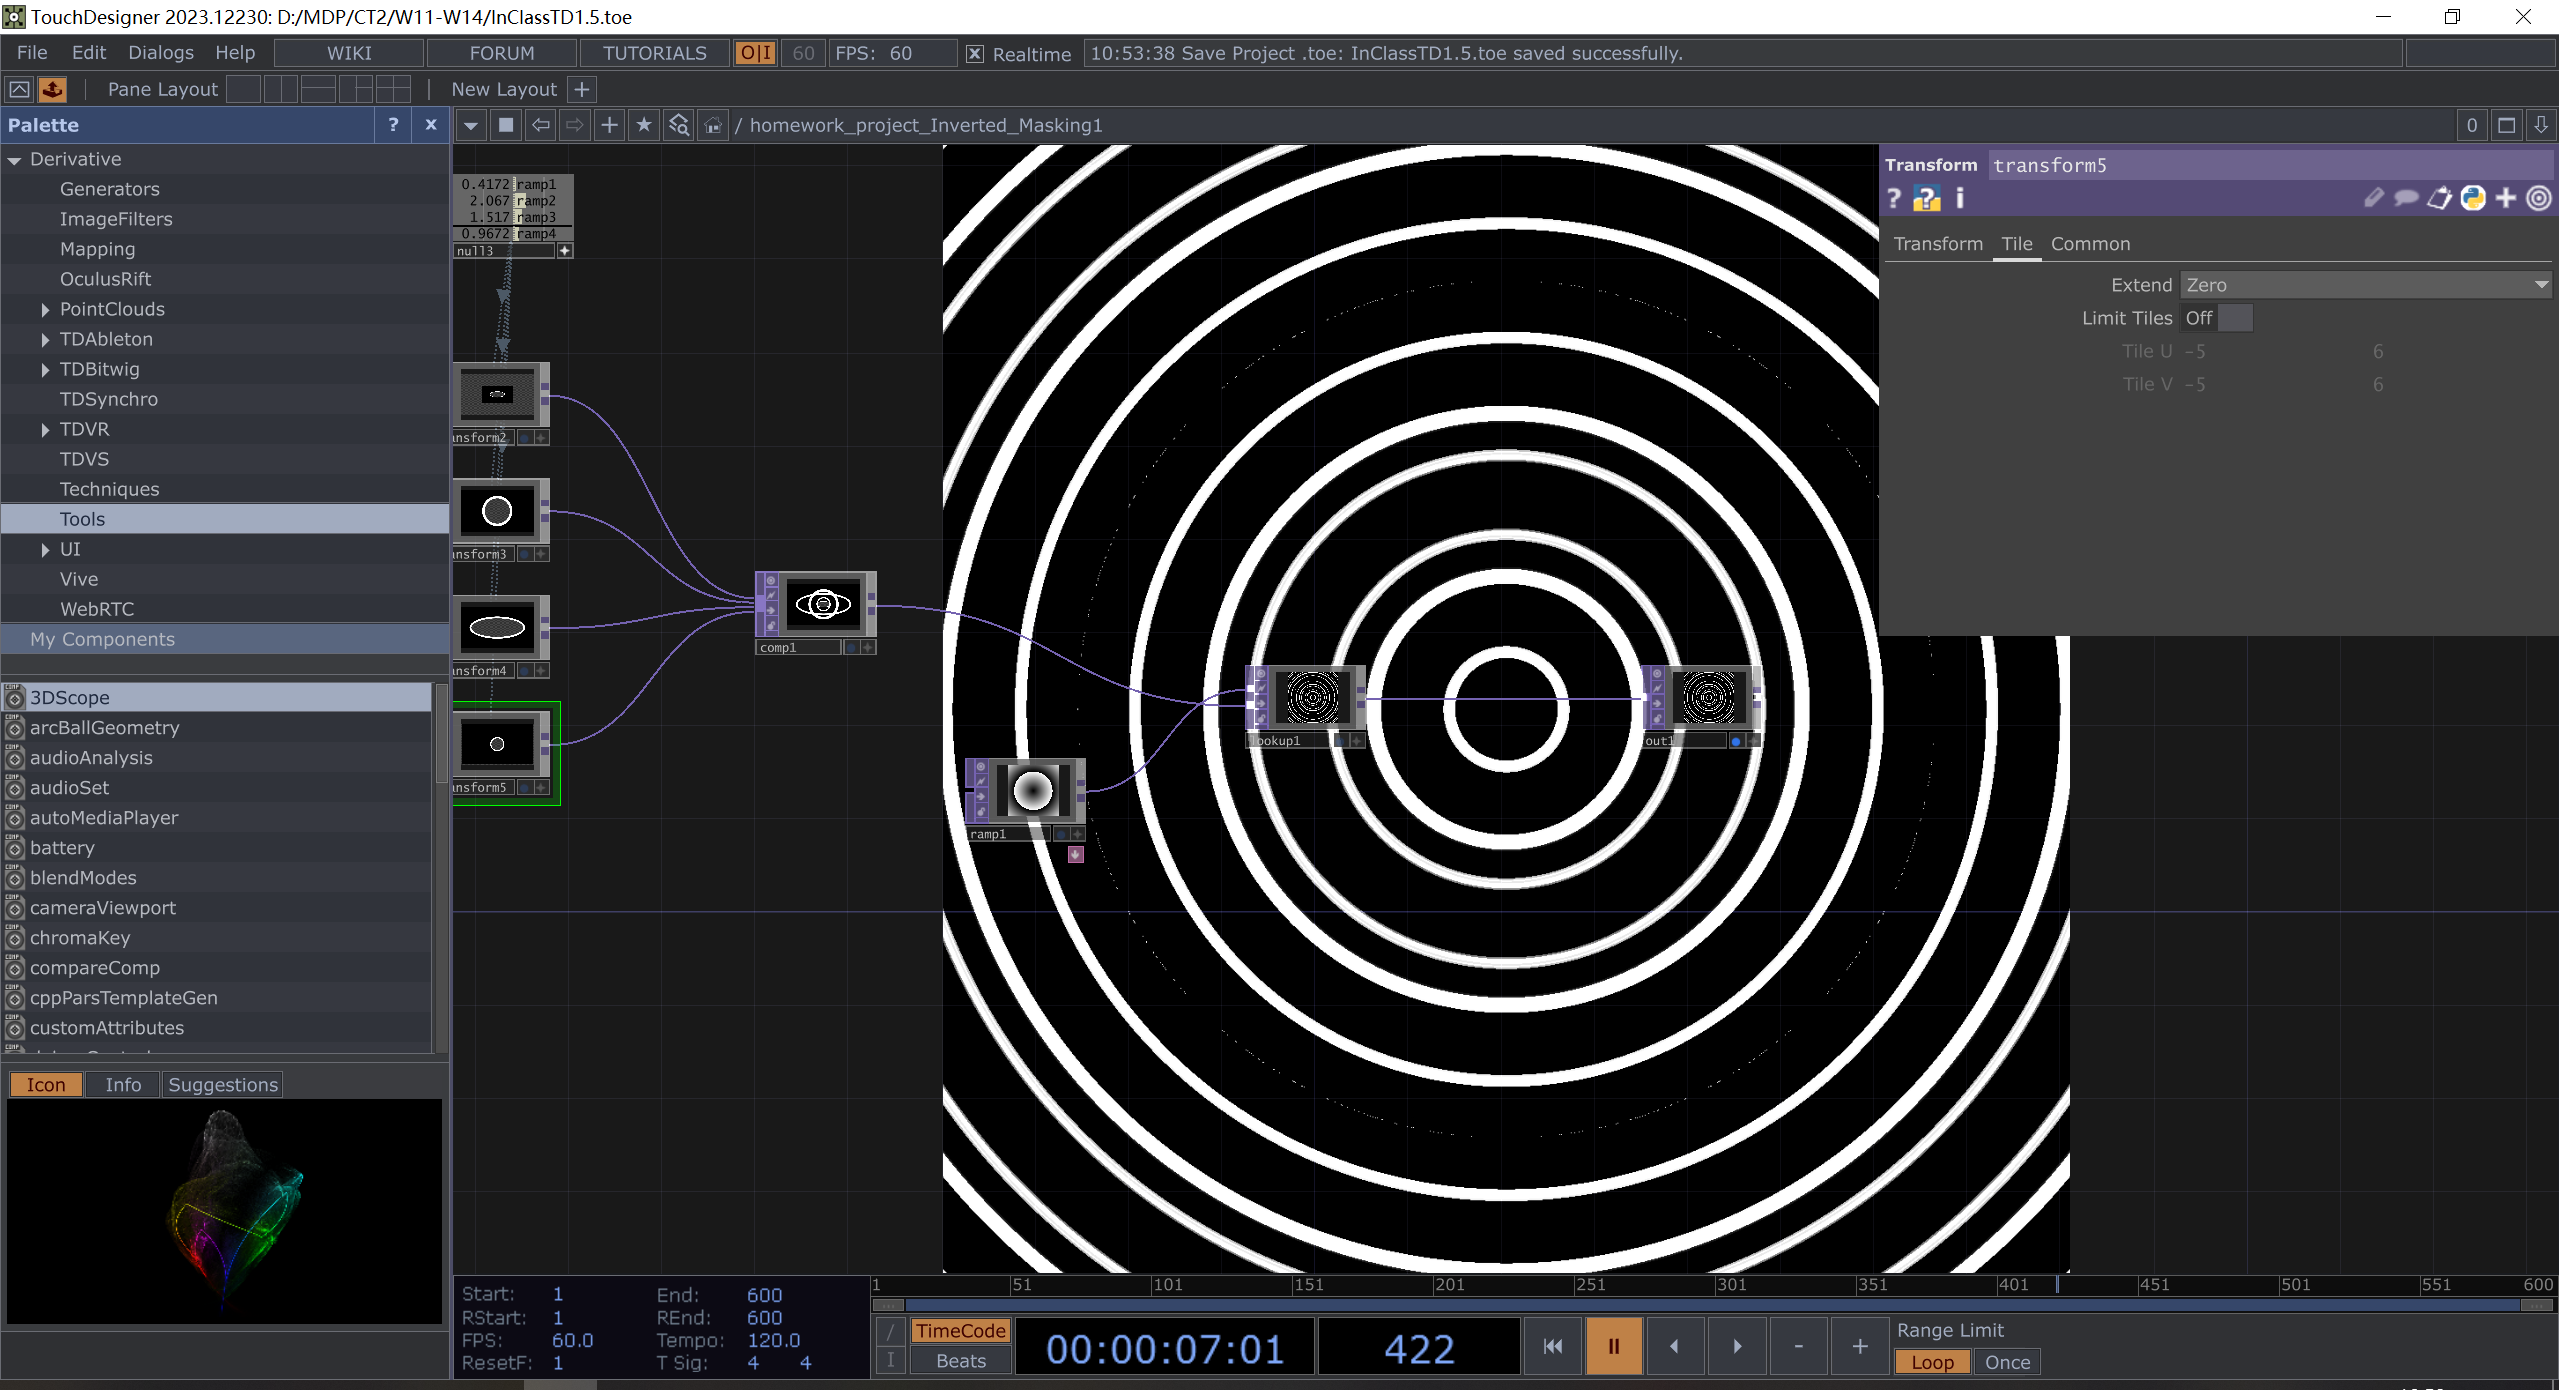 TouchDesigner 2023.12230: D:/MDP/CT2/W11-W14/InClassTD1.5.toe
File Edit Dialogs Help WIKI FORUM TUTORIALS O|I 60 FPS: 60 Realtime 10:53:38 Save Project .toe: InClassTD1.5.toe saved successfully.
Pane Layout New Layout +
Palette ? x / homework_project_Inverted_Masking1 0
Derivative
Generators
ImageFilters
Mapping
OculusRift
PointClouds
TDAbleton
TDBitwig
TDSynchro
TDVR
TDVS
Techniques
Tools
UI
Vive
WebRTC
My Components
3DScope
arcBallGeometry
audioAnalysis
audioSet
autoMediaPlayer
battery
blendModes
cameraViewport
chromaKey
compareComp
cppParsTemplateGen
customAttributes
Icon Info Suggestions
0.4172 ramp1
2.067 ramp2
1.517 ramp3
0.9672 ramp4
null3
ansform2
ansform3
ansform4
ansform5
comp1
ramp1
lookup1
out1
Transform transform5
? ? i
Transform Tile Common
Extend Zero
Limit Tiles Off
Tile U -5 6
Tile V -5 6
Start: 1 End: 600
RStart: 1 REnd: 600
FPS: 60.0 Tempo: 120.0
ResetF: 1 T Sig: 4 4
1 51 101 151 201 251 301 351 401 451 501 551 600
/ TimeCode
I Beats
00:00:07:01 422
- +
Range Limit
Loop Once